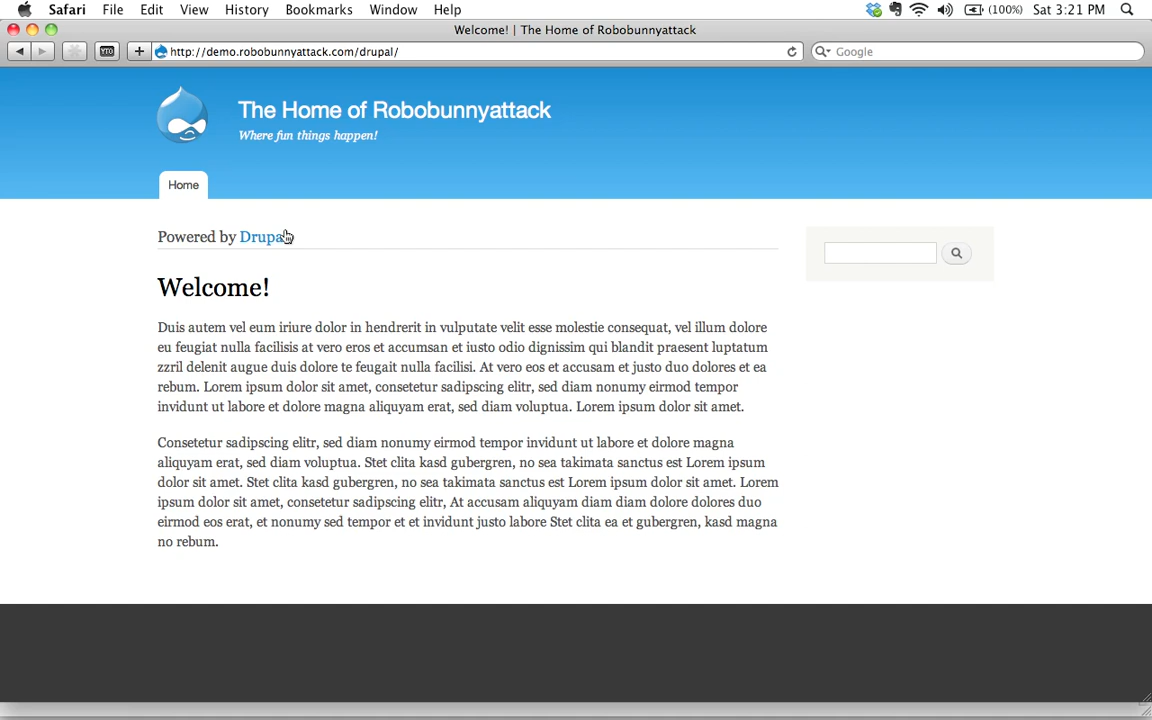 Safari File Edit View History Bookmarks Window Help (100%) Sat 3:21 PM
Welcome! | The Home of Robobunnyattack
YTO http://demo.robobunnyattack.com/drupal/ Google
The Home of Robobunnyattack
Where fun things happen!
Home
Powered by Drupal
Welcome!
Duis autem vel eum iriure dolor in hendrerit in vulputate velit esse molestie consequat, vel illum dolore
eu feugiat nulla facilisis at vero eros et accumsan et iusto odio dignissim qui blandit praesent luptatum
zzril delenit augue duis dolore te feugait nulla facilisi. At vero eos et accusam et justo duo dolores et ea
rebum. Lorem ipsum dolor sit amet, consetetur sadipscing elitr, sed diam nonumy eirmod tempor
invidunt ut labore et dolore magna aliquyam erat, sed diam voluptua. Lorem ipsum dolor sit amet.
Consetetur sadipscing elitr, sed diam nonumy eirmod tempor invidunt ut labore et dolore magna
aliquyam erat, sed diam voluptua. Stet clita kasd gubergren, no sea takimata sanctus est Lorem ipsum
dolor sit amet. Stet clita kasd gubergren, no sea takimata sanctus est Lorem ipsum dolor sit amet. Lorem
ipsum dolor sit amet, consetetur sadipscing elitr, At accusam aliquyam diam diam dolore dolores duo
eirmod eos erat, et nonumy sed tempor et et invidunt justo labore Stet clita ea et gubergren, kasd magna
no rebum.